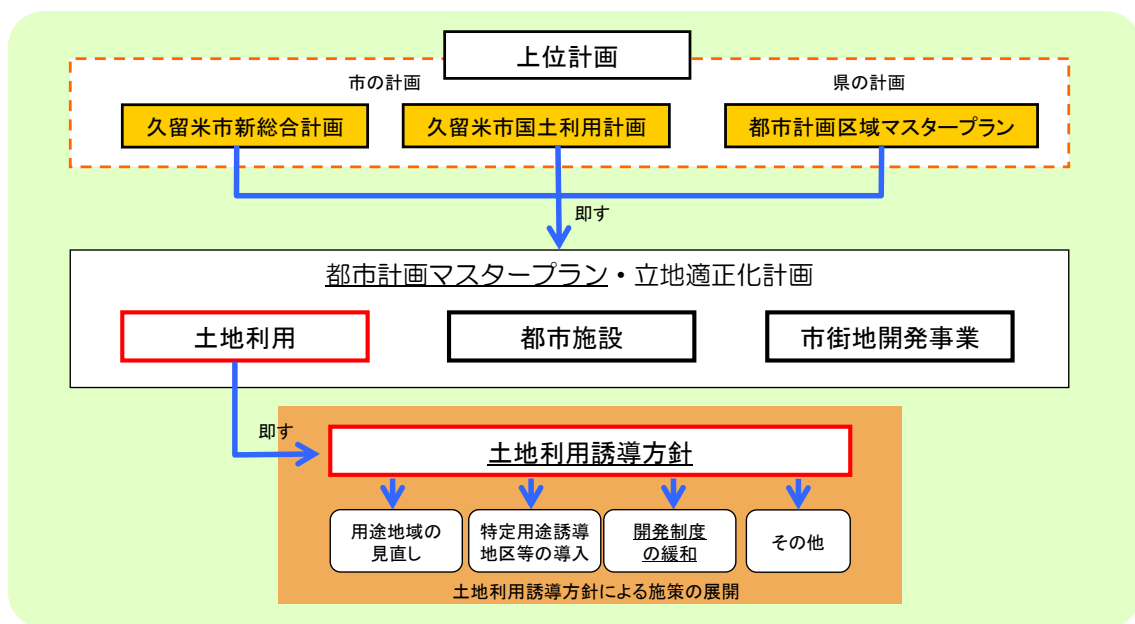 上位計画
市の計画
県の計画
久留米市新総合計画
久留米市国土利用計画
都市計画区域マスタープラン
即す
都市計画マスタープラン・立地適正化計画
土地利用
都市施設
市街地開発事業
即す
土地利用誘導方針
用途地域の
見直し
特定用途誘導
地区等の導入
開発制度
の緩和
その他
土地利用誘導方針による施策の展開